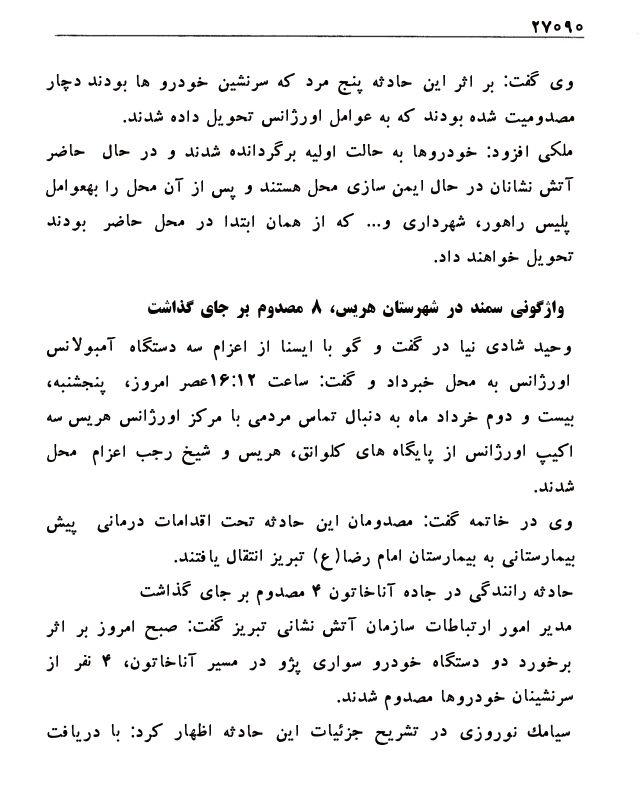 ۲۷۰۹۰
وی گفت: بر اثر این حادثه پنج مرد که سرنشین خودرو ها بودند دچار
مصدومیت شده بودند که به عوامل اورژانس تحویل داده شدند.
ملکی افزود: خودروها به حالت اولیه برگردانده شدند و در حال حاضر
آتش نشانان در حال ایمن سازی محل هستند و پس از آن محل را بهعوامل
پلیس راهور، شهرداری و... که از همان ابتدا در محل حاضر بودند
تحویل خواهند داد.
واژگونی سمند در شهرستان هریس، ۸ مصدوم بر جای گذاشت
وحید شادی نیا در گفت و گو با ایسنا از اعزام سه دستگاه آمبولانس
اورژانس به محل خبرداد و گفت: ساعت ۱۶:۱۲عصر امروز، پنجشنبه،
بیست و دوم خرداد ماه به دنبال تماس مردمی با مرکز اورژانس هریس سه
اکیپ اورژانس از پایگاه های کلوانق، هریس و شیخ رجب اعزام محل
شدند.
وی در خاتمه گفت: مصدومان این حادثه تحت اقدامات درمانی پیش
بیمارستانی به بیمارستان امام رضا(ع) تبریز انتقال یافتند.
حادثه رانندگی در جاده آناخاتون ۴ مصدوم بر جای گذاشت
مدیر امور ارتباطات سازمان آتش نشانی تبریز گفت: صبح امروز بر اثر
برخورد دو دستگاه خودرو سواری پژو در مسیر آناخاتون، ۴ نفر از
سرنشینان خودروها مصدوم شدند.
سیامك نوروزی در تشریح جزئیات این حادثه اظهار کرد: با دریافت